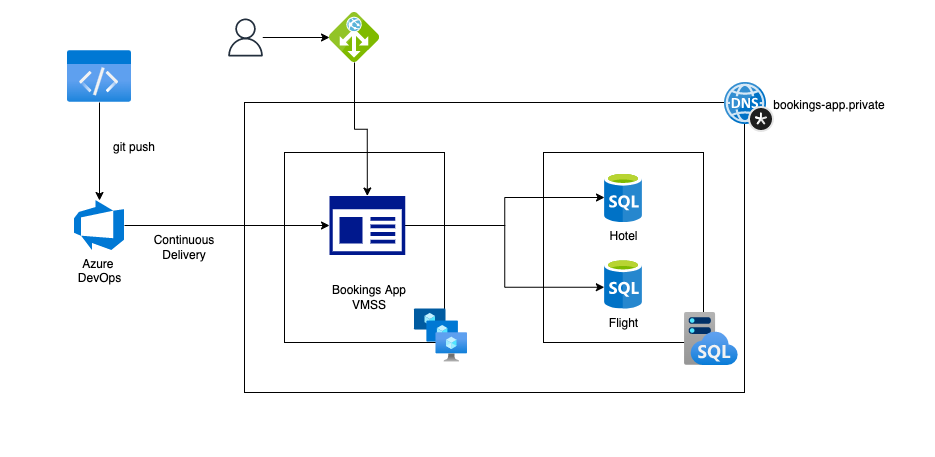 DNS
bookings-app.private
git push
SQL
Hotel
Continuous
Delivery
Azure
DevOps
Bookings App
VMSS
SQL
Flight
SQL